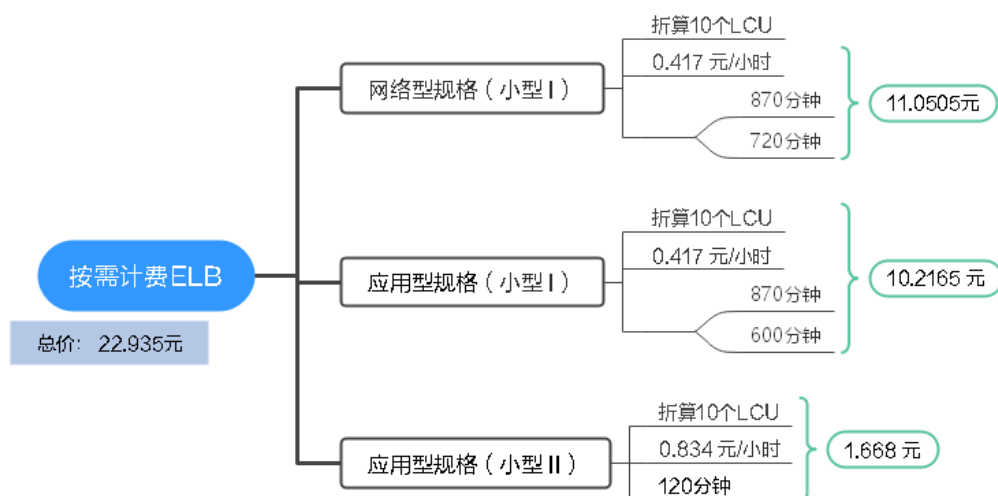 按需计费ELB
总价： 22.935元
网络型规格（小型Ⅰ）
折算10个LCU
0.417 元/小时
870分钟
720分钟
11.0505元
应用型规格（小型Ⅰ）
折算10个LCU
0.417 元/小时
870分钟
600分钟
10.2165 元
应用型规格（小型Ⅱ）
折算10个LCU
0.834 元/小时
120分钟
1.668 元